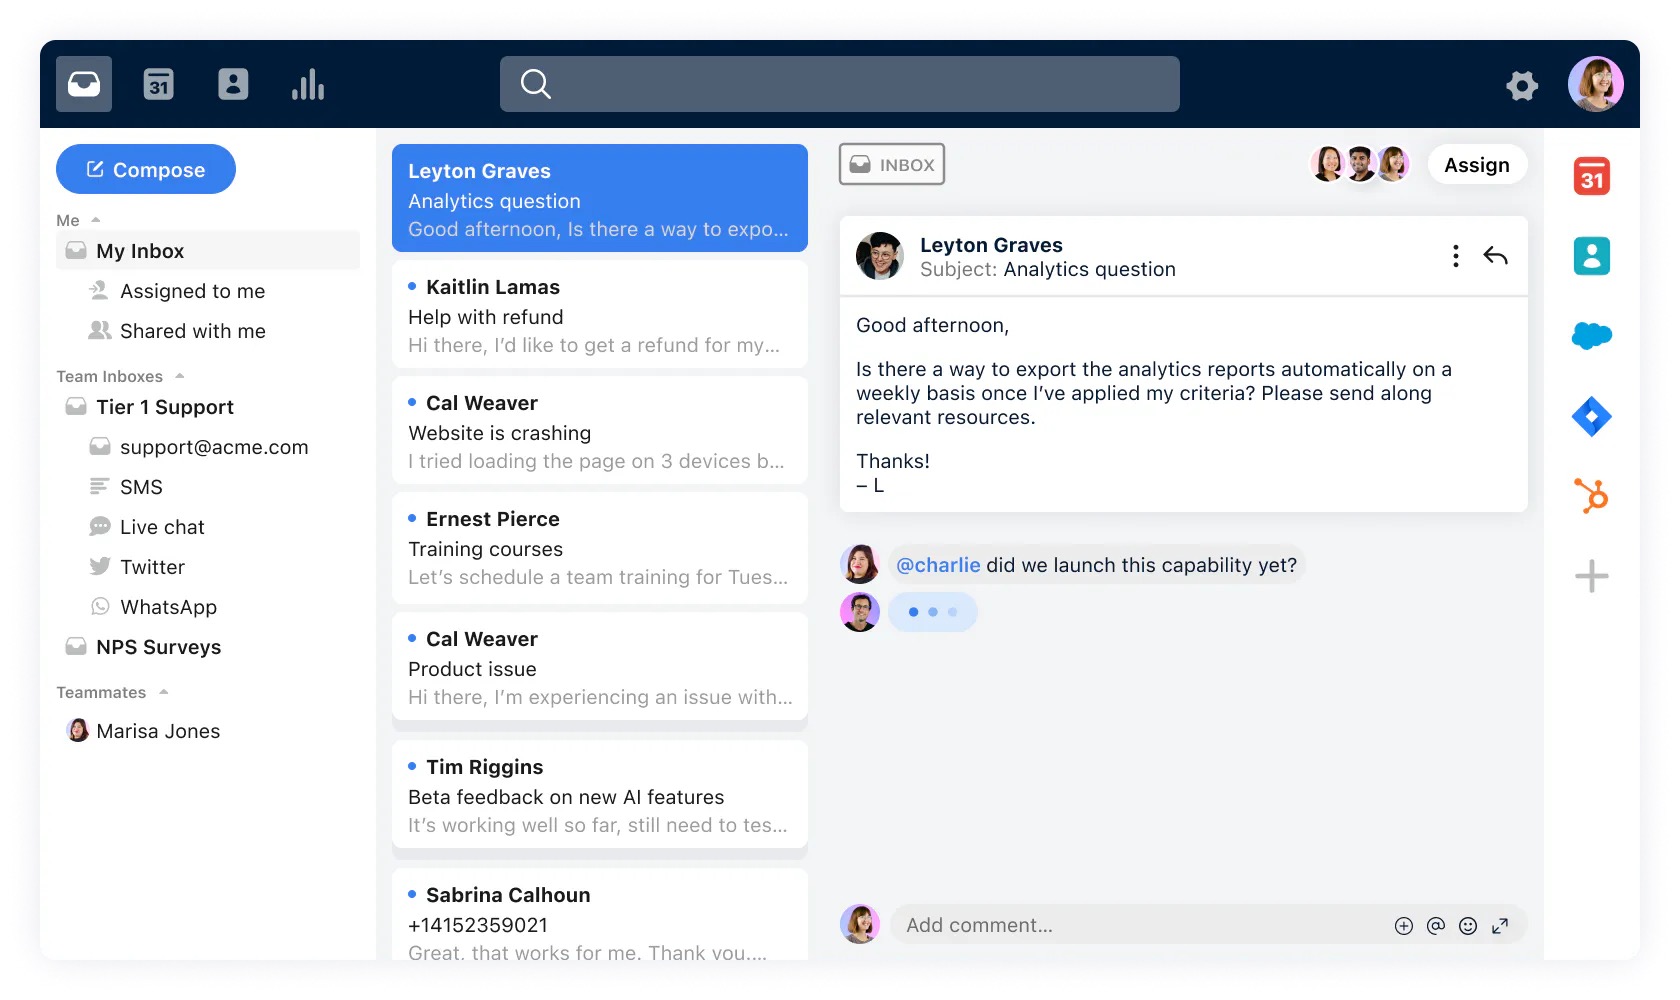 31
Compose
Me
My Inbox
Assigned to me
Shared with me
Team Inboxes
Tier 1 Support
support@acme.com
SMS
Live chat
Twitter
WhatsApp
NPS Surveys
Teammates
Marisa Jones
Leyton Graves
Analytics question
Good afternoon, Is there a way to expo...
Kaitlin Lamas
Help with refund
Hi there, I’d like to get a refund for my...
Cal Weaver
Website is crashing
I tried loading the page on 3 devices b...
Ernest Pierce
Training courses
Let’s schedule a team training for Tues...
Cal Weaver
Product issue
Hi there, I’m experiencing an issue with...
Tim Riggins
Beta feedback on new AI features
It’s working well so far, still need to tes...
Sabrina Calhoun
+14152359021
Great, that works for me. Thank you....
INBOX
Assign
Leyton Graves
Subject: Analytics question
Good afternoon,
Is there a way to export the analytics reports automatically on a
weekly basis once I’ve applied my criteria? Please send along
relevant resources.
Thanks!
– L
@charlie did we launch this capability yet?
Add comment...
31